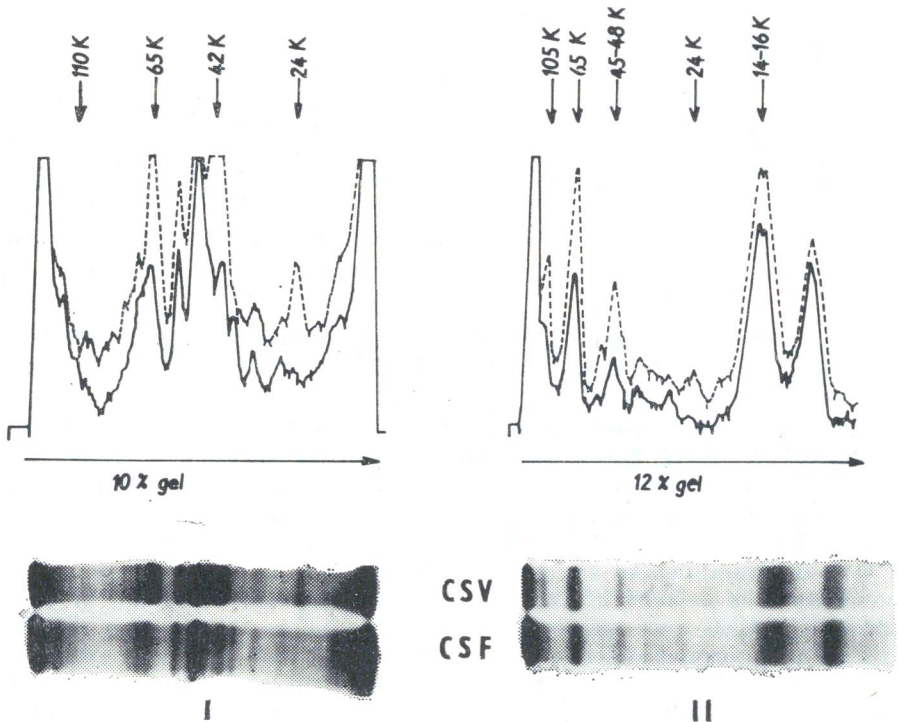 110 K
65 K
42 K
24 K
105 K
65 K
45-48 K
24 K
14-16 K
10 % gel
12 % gel
CSV
CSF
I
II